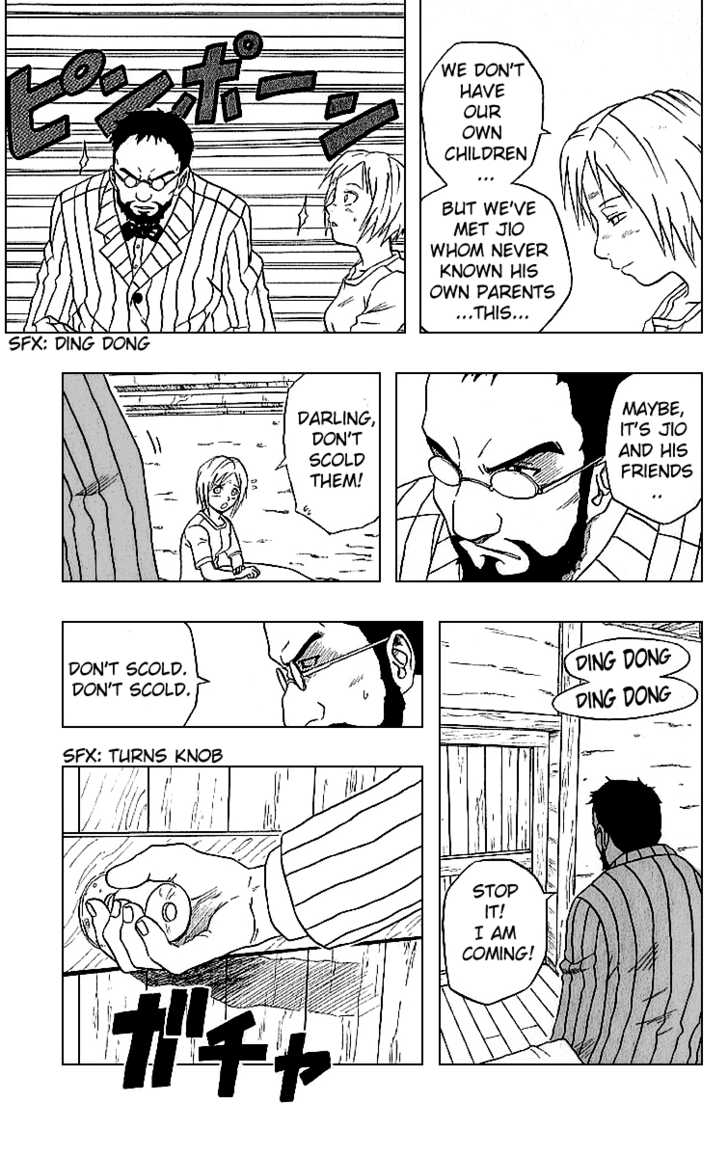 WE DON'T
HAVE
OUR
OWN
CHILDREN
...
BUT WE'VE
MET JIO
WHOM NEVER
KNOWN HIS
OWN PARENTS
...THIS...
ピンポーン
SFX: DING DONG
MAYBE,
IT'S JIO
AND HIS
FRIENDS
..
DARLING,
DON'T
SCOLD
THEM!
DING DONG
DING DONG
STOP
IT!
I AM
COMING!
DON'T SCOLD.
DON'T SCOLD.
SFX: TURNS KNOB
ガチャ